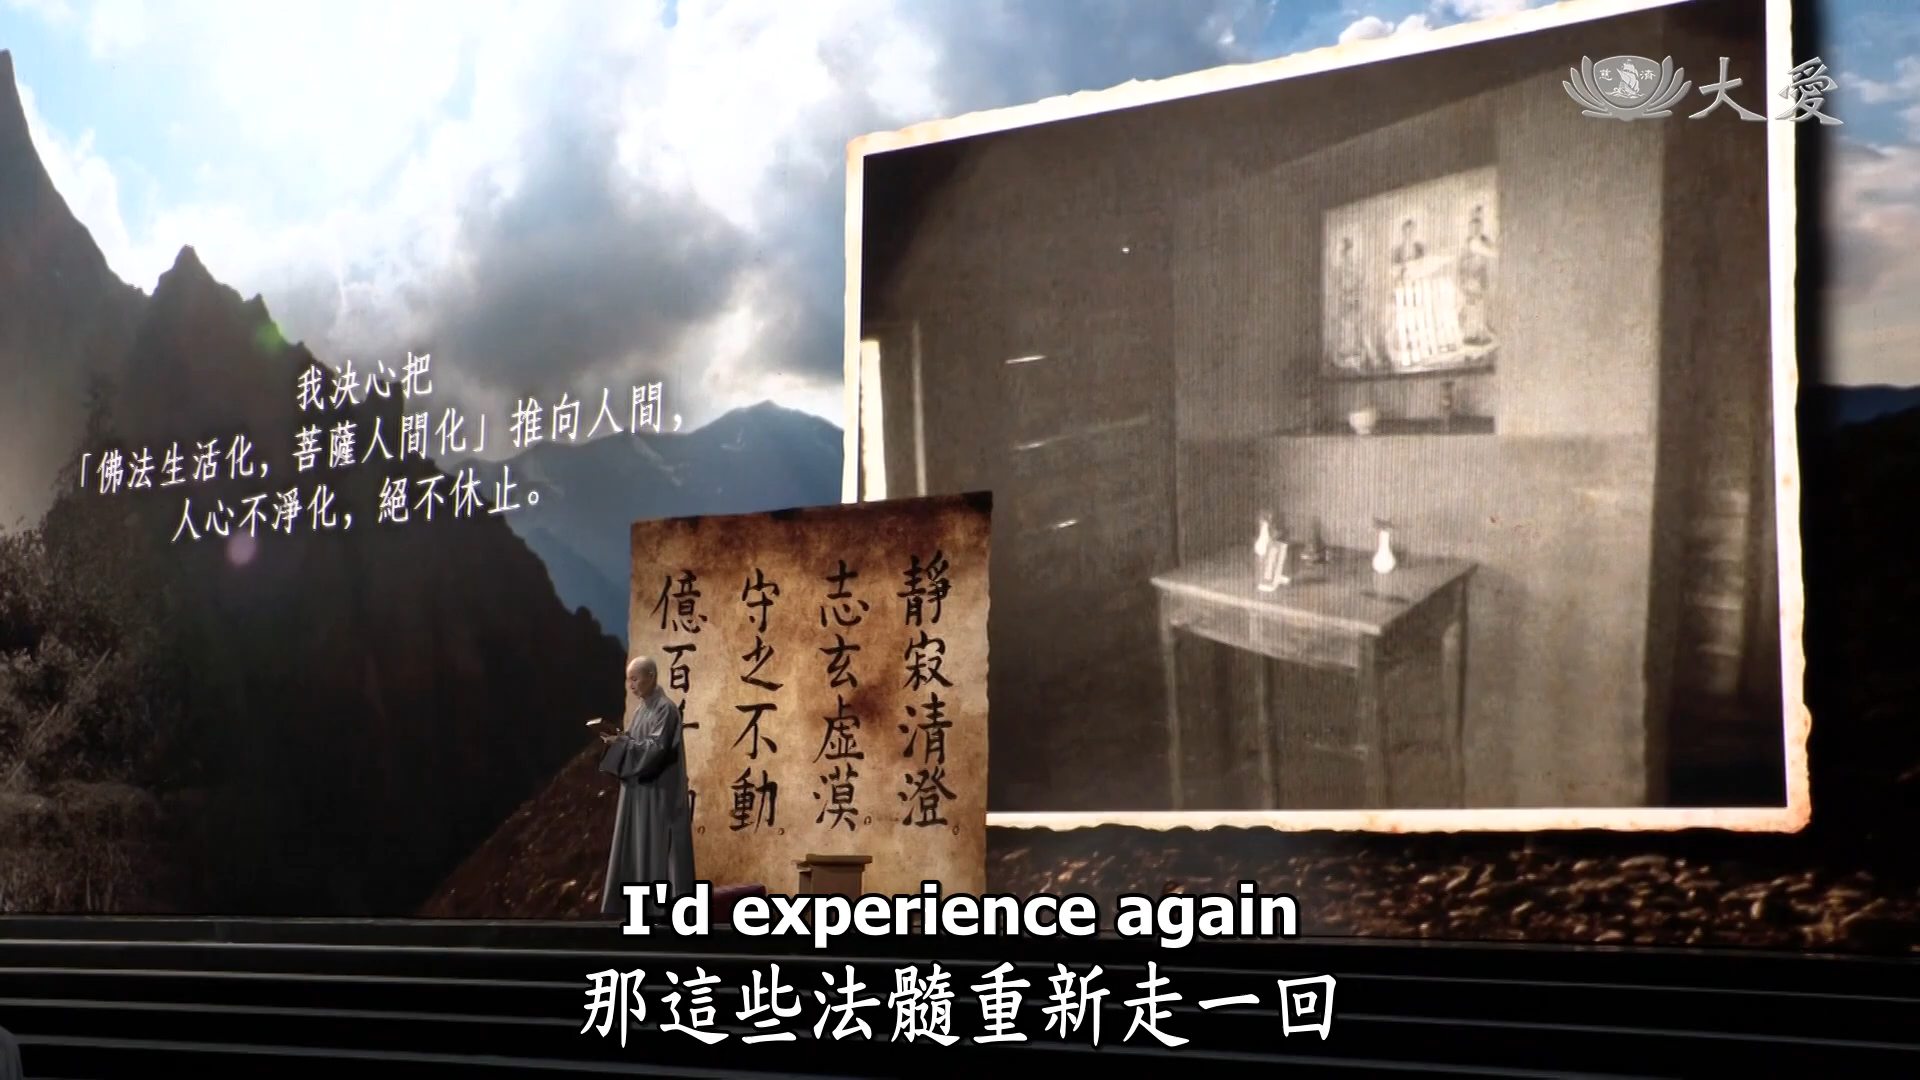 慈濟
大愛
我決心把
「佛法生活化，菩薩人間化」推向人間，
人心不淨化，絕不休止。
靜寂清澄。
志玄虛漠。
守之不動。
億百
I'd experience again
那這些法髓重新走一回